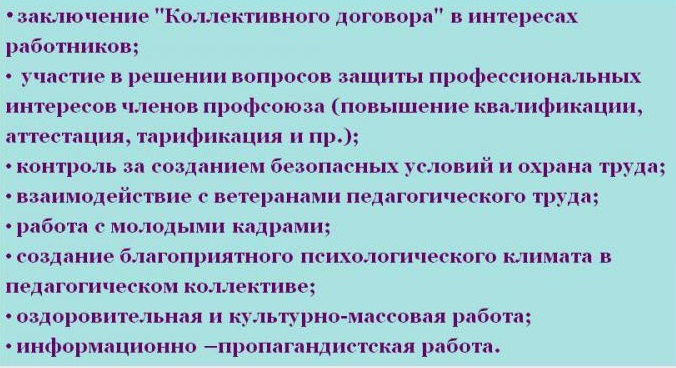 • заключение "Коллективного договора" в интересах
работников;
• участие в решении вопросов защиты профессиональных
интересов членов профсоюза (повышение квалификации,
аттестация, тарификация и пр.);
• контроль за созданием безопасных условий и охрана труда;
• взаимодействие с ветеранами педагогического труда;
• работа с молодыми кадрами;
• создание благоприятного психологического климата в
педагогическом коллективе;
• оздоровительная и культурно-массовая работа;
• информационно –пропагандистская работа.